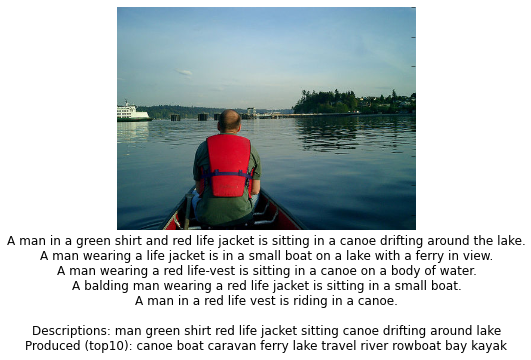 A man in a green shirt and red life jacket is sitting in a canoe drifting around the lake.
A man wearing a life jacket is in a small boat on a lake with a ferry in view.
A man wearing a red life-vest is sitting in a canoe on a body of water.
A balding man wearing a red life jacket is sitting in a small boat.
A man in a red life vest is riding in a canoe.
Descriptions: man green shirt red life jacket sitting canoe drifting around lake
Produced (top10): canoe boat caravan ferry lake travel river rowboat bay kayak